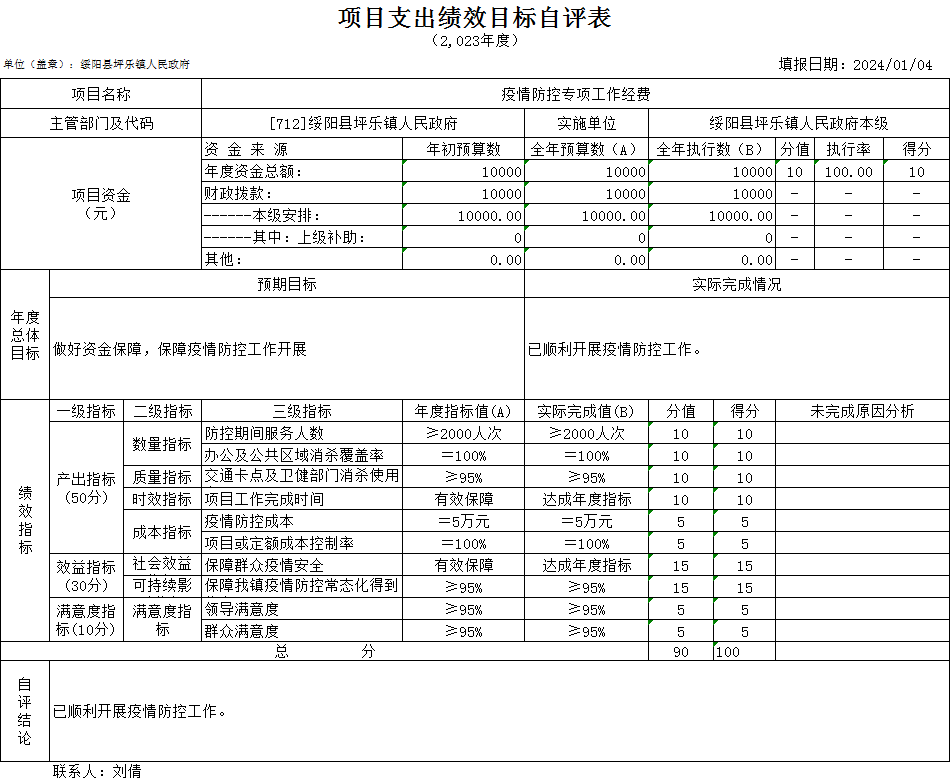 项目支出绩效目标自评表
（2,023年度）
单位（盖章）：绥阳县坪乐镇人民政府 填报日期：2024/01/04
项目名称 疫情防控专项工作经费
主管部门及代码 [712]绥阳县坪乐镇人民政府 实施单位 绥阳县坪乐镇人民政府本级
项目资金（元） 资 金 来 源 年初预算数 全年预算数（A） 全年执行数（B） 分值 执行率 得分
年度资金总额： 10000 10000 10000 10 100.00 10
财政拨款： 10000 10000 10000 － － －
------本级安排： 10000.00 10000.00 10000.00 － － －
------其中：上级补助： 0 0 0 － － －
其他： 0.00 0.00 0.00 － － －
年度总体目标 预期目标 实际完成情况
做好资金保障，保障疫情防控工作开展 已顺利开展疫情防控工作。
绩效指标 一级指标 二级指标 三级指标 年度指标值(A) 实际完成值(B) 分值 得分 未完成原因分析
产出指标(50分) 数量指标 防控期间服务人数 ≥2000人次 ≥2000人次 10 10
办公及公共区域消杀覆盖率 ＝100% ＝100% 10 10
质量指标 交通卡点及卫健部门消杀使用 ≥95% ≥95% 10 10
时效指标 项目工作完成时间 有效保障 达成年度指标 10 10
成本指标 疫情防控成本 ＝5万元 ＝5万元 5 5
项目或定额成本控制率 ＝100% ＝100% 5 5
效益指标(30分) 社会效益 保障群众疫情安全 有效保障 达成年度指标 15 15
可持续影 保障我镇疫情防控常态化得到 ≥95% ≥95% 15 15
满意度指标(10分) 满意度指标 领导满意度 ≥95% ≥95% 5 5
群众满意度 ≥95% ≥95% 5 5
总 分 90 100
自评结论 已顺利开展疫情防控工作。
联系人：刘倩